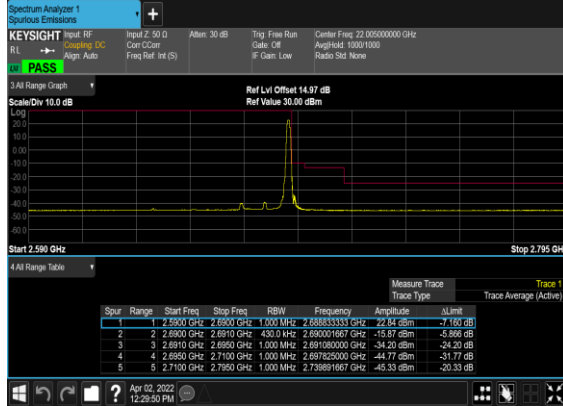 Spectrum Analyzer 1
Spurious Emissions
+
KEYSIGHT Input: RF Input Z: 50 Ω Atten: 30 dB Trig: Free Run Center Freq: 22.005000000 GHz
RL Coupling: DC Corr CCorr Gate: Off Avg|Hold: 1000/1000
Align: Auto Freq Ref: Int (S) IF Gain: Low Radio Std: None
PASS
3 All Range Graph
Ref Lvl Offset 14.97 dB
Scale/Div 10.0 dB Ref Value 30.00 dBm
Log
20.0
10.0
0.00
-10.0
-20.0
-30.0
-40.0
-50.0
-60.0
Start 2.590 GHz Stop 2.795 GH
4 All Range Table
Measure Trace Trace 1
Trace Type Trace Average (Active)
Spur Range Start Freq Stop Freq RBW Frequency Amplitude ΔLimit
1 1 2.5900 GHz 2.6900 GHz 1.000 MHz 2.688833333 GHz 22.84 dBm -7.160 dB
2 2 2.6900 GHz 2.6910 GHz 430.0 kHz 2.690001667 GHz -15.87 dBm -5.866 dB
3 3 2.6910 GHz 2.6950 GHz 1.000 MHz 2.691080000 GHz -34.20 dBm -24.20 dB
4 4 2.6950 GHz 2.7100 GHz 1.000 MHz 2.697825000 GHz -44.77 dBm -31.77 dB
5 5 2.7100 GHz 2.7950 GHz 1.000 MHz 2.739891667 GHz -45.33 dBm -20.33 dB
? Apr 02, 2022
12:29:50 PM